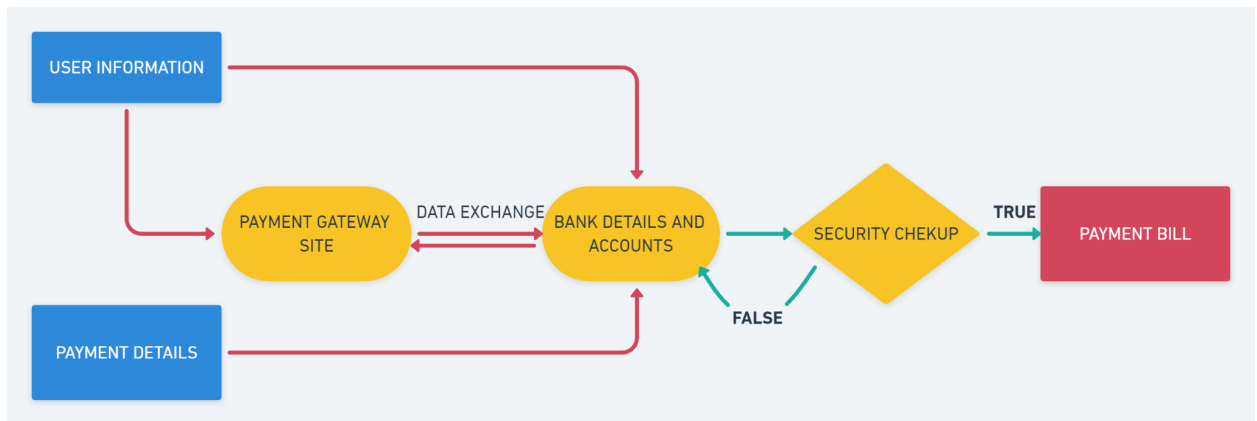 USER INFORMATION
PAYMENT GATEWAY
SITE
DATA EXCHANGE
BANK DETAILS AND
ACCOUNTS
SECURITY CHEKUP
TRUE
PAYMENT BILL
FALSE
PAYMENT DETAILS